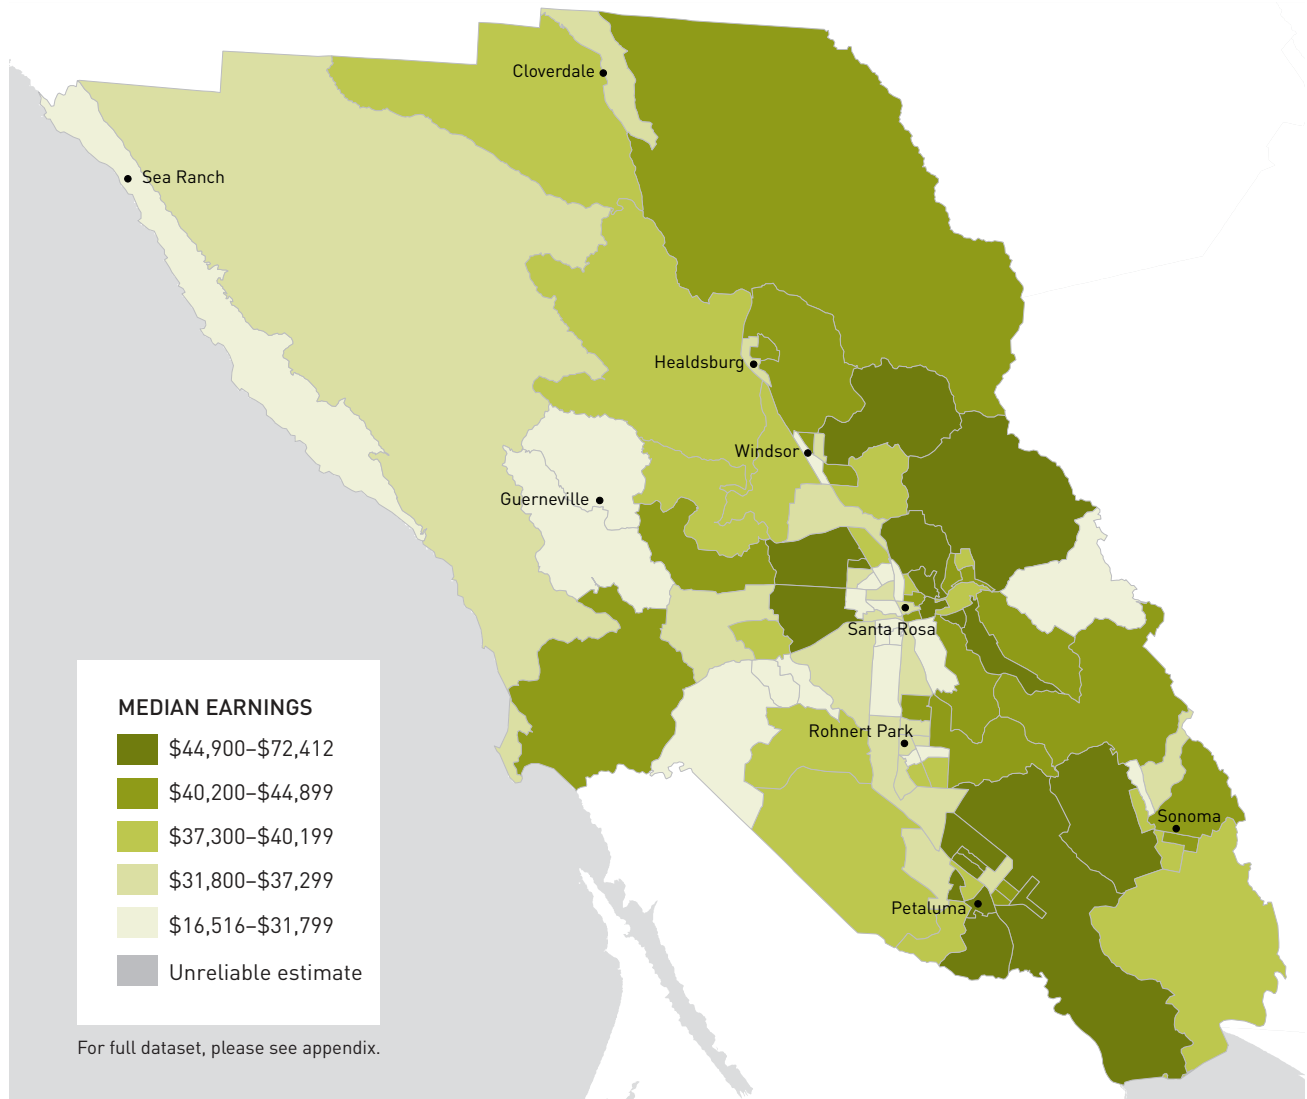 Cloverdale
Sea Ranch
Healdsburg
Windsor
Guerneville
Santa Rosa
Rohnert Park
Sonoma
Petaluma
MEDIAN EARNINGS
$44,900–$72,412
$40,200–$44,899
$37,300–$40,199
$31,800–$37,299
$16,516–$31,799
Unreliable estimate
For full dataset, please see appendix.